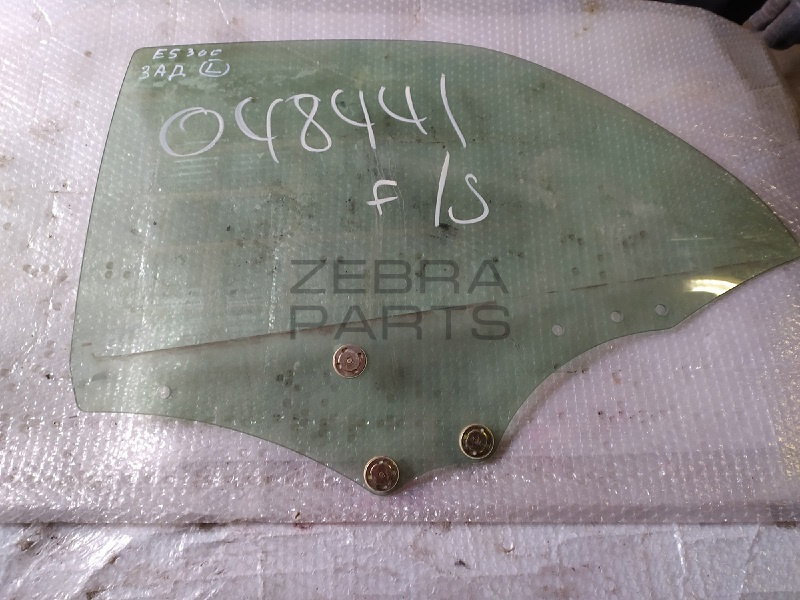 ES300
ЗАД (L)
048441
F/S
ZEBRA
PARTS